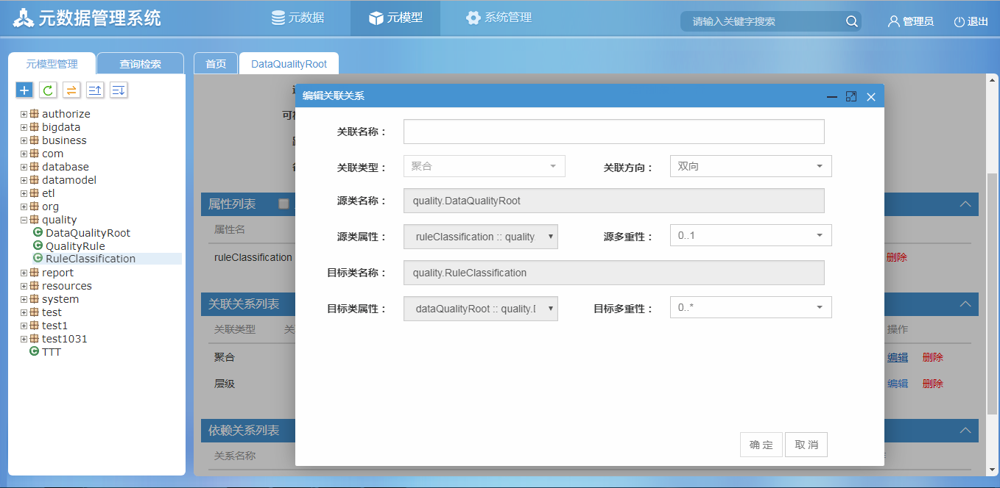 元数据管理系统
元数据
元模型
系统管理
请输入关键字搜索
管理员
退出
元模型管理
查询检索
首页
DataQualityRoot
authorize
bigdata
business
com
database
datamodel
etl
org
quality
DataQualityRoot
QualityRule
RuleClassification
report
resources
system
test
test1
test1031
TTT
属性列表
属性名
ruleClassification
删除
关联关系列表
关联类型
操作
聚合
编辑 删除
层级
编辑 删除
依赖关系列表
关系名称
编辑关联关系
关联名称：
关联类型： 聚合 关联方向： 双向
源类名称： quality.DataQualityRoot
源类属性： ruleClassification :: quality. 源多重性： 0..1
目标类名称： quality.RuleClassification
目标类属性： dataQualityRoot :: quality. 目标多重性： 0..*
确 定 取 消